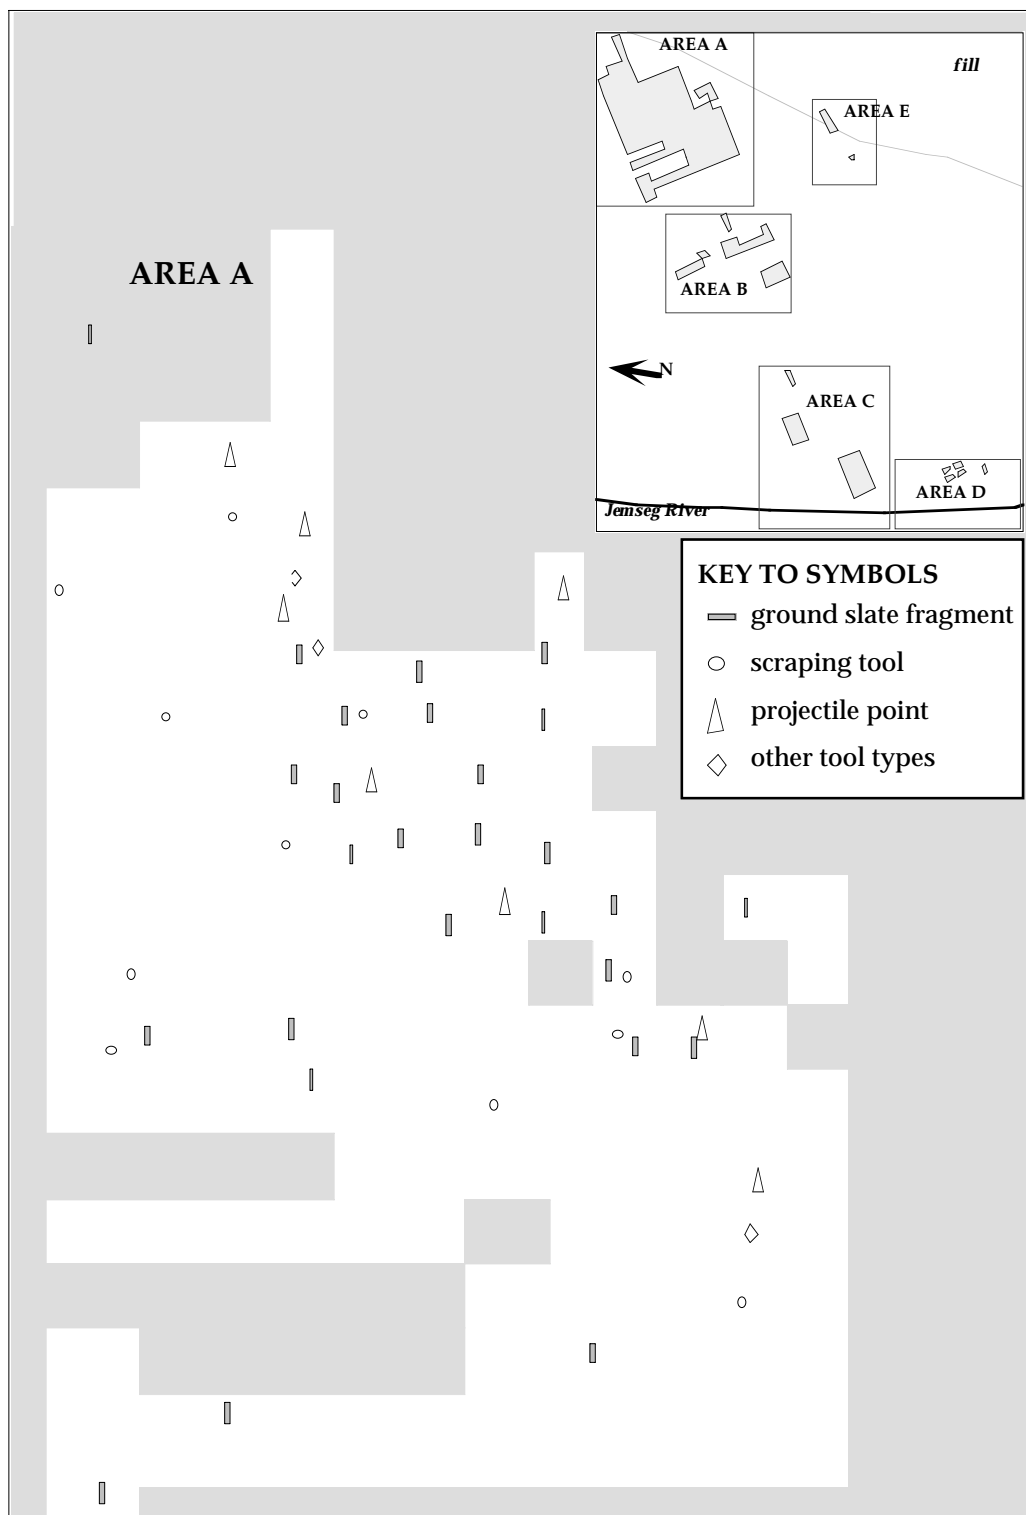 AREA A
fill
AREA E
AREA A
AREA B
N
AREA C
AREA D
Jemseg River
KEY TO SYMBOLS
ground slate fragment
scraping tool
projectile point
other tool types